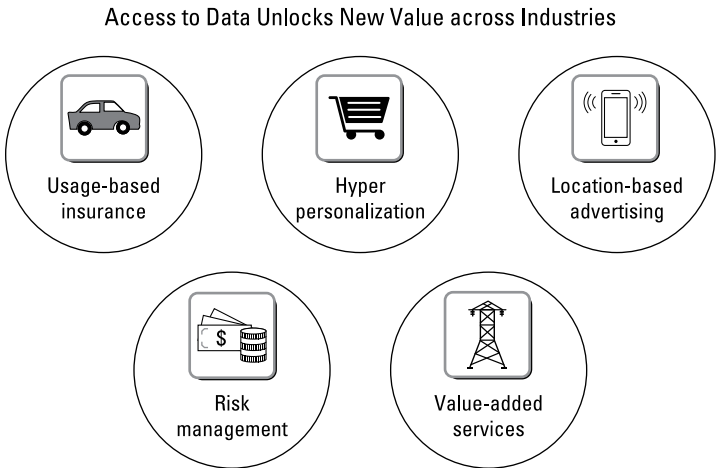 Access to Data Unlocks New Value across Industries
Usage-based
insurance
Hyper
personalization
Location-based
advertising
$
Risk
management
Value-added
services